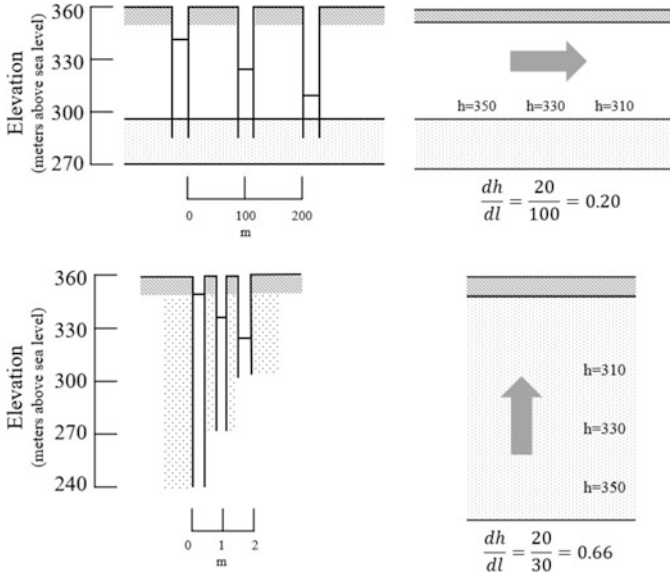 360
330
300
270
Elevation
(meters above sea level)
0 100 200
m
h=350 h=330 h=310
dh/dl = 20/100 = 0.20
360
330
300
270
240
Elevation
(meters above sea level)
0 1 2
m
h=310
h=330
h=350
dh/dl = 20/30 = 0.66